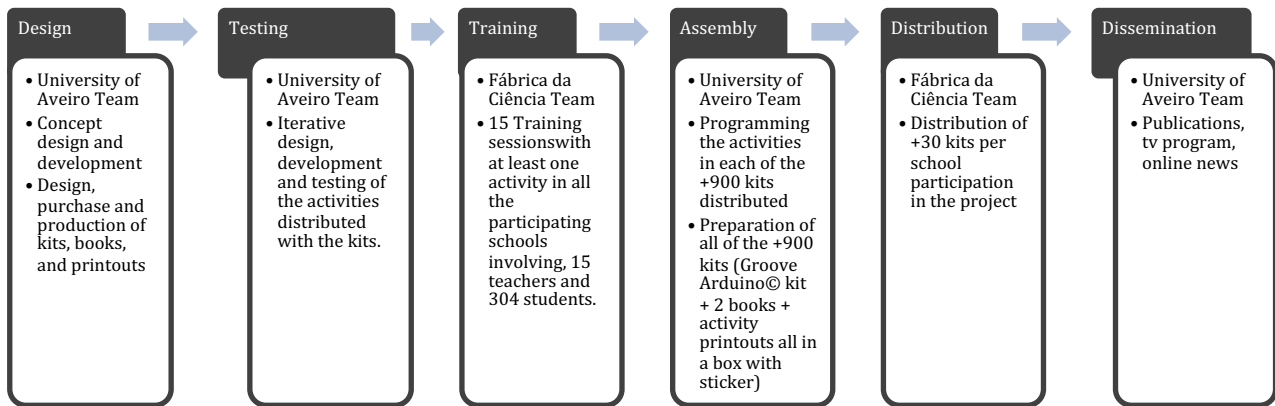 Design
• University of
Aveiro Team
• Concept
design and
development
• Design,
purchase and
production of
kits, books,
and printouts
Testing
• University of
Aveiro Team
• Iterative
design,
development
and testing of
the activities
distributed
with the kits.
Training
• Fábrica da
Ciência Team
• 15 Training
sessionswith
at least one
activity in all
the
participating
schools
involving, 15
teachers and
304 students.
Assembly
• University of
Aveiro Team
• Programming
the activities
in each of the
+900 kits
distributed
• Preparation of
all of the +900
kits (Groove
Arduino© kit
+ 2 books +
activity
printouts all in
a box with
sticker)
Distribution
• Fábrica da
Ciência Team
• Distribution of
+30 kits per
school
participation
in the project
Dissemination
• University of
Aveiro Team
• Publications,
tv program,
online news